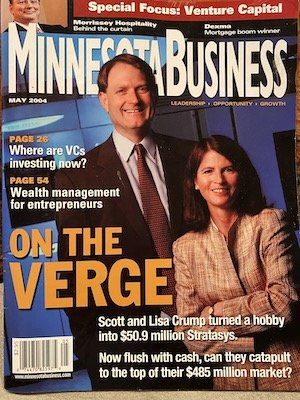 Special Focus: Venture Capital
Morrissey Hospitality
Behind the curtain
Dexma
Mortgage boom winner
MINNESOTABUSINESS
MAY 2004
LEADERSHIP • OPPORTUNITY • GROWTH
PAGE 26
Where are VCs
investing now?
PAGE 54
Wealth management
for entrepreneurs
ON THE
VERGE
Scott and Lisa Crump turned a hobby
into $50.9 million Stratasys.
Now flush with cash, can they catapult
to the top of their $485 million market?
www.minnesotabusiness.com